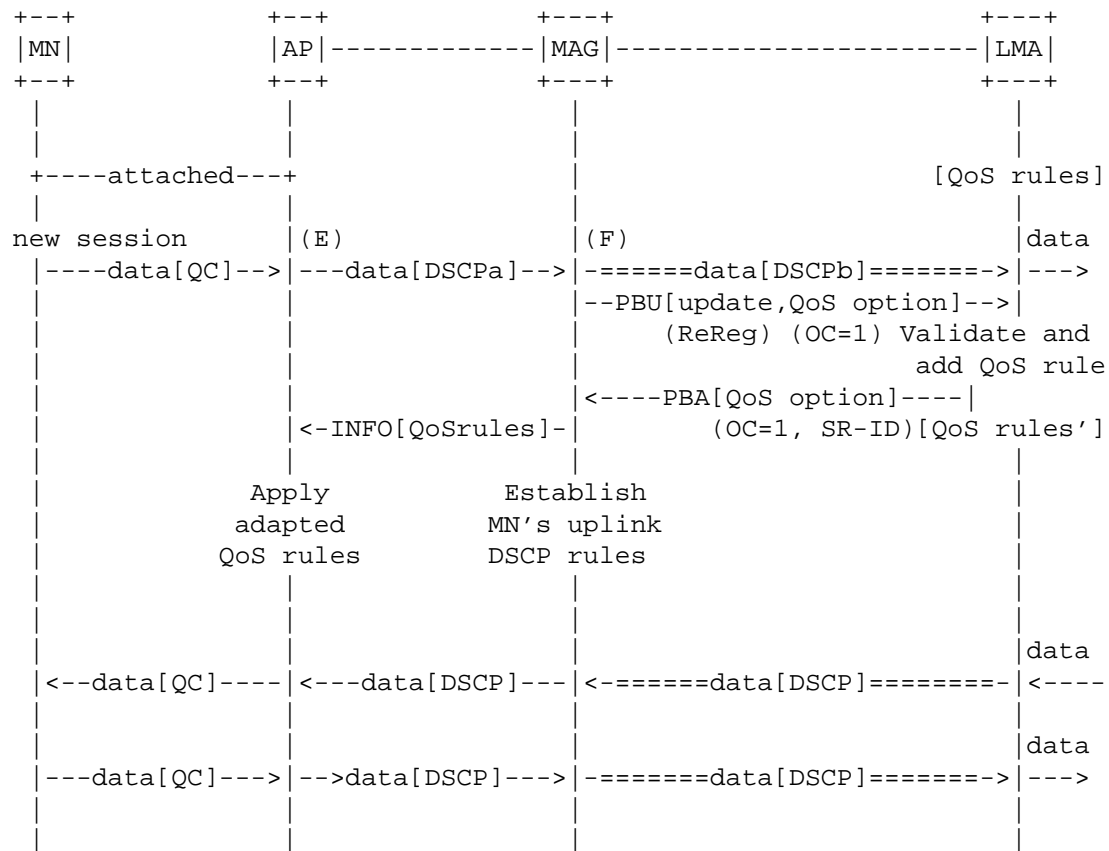 +--+              +--+               +---+                          +---+
|MN|              |AP|-------------|MAG|-----------------------|LMA|
+--+              +--+               +---+                          +---+
+----attached---+ [QoS rules]
new session |(E) |(F) |data
|----data[QC]-->|---data[DSCPa]-->|-======data[DSCPb]=======->|--->
|--PBU[update,QoS option]-->|
(ReReg) (OC=1) Validate and
add QoS rule
|<----PBA[QoS option]----|
|<-INFO[QoSrules]-| (OC=1, SR-ID)[QoS rules']
Apply Establish
adapted MN's uplink
QoS rules DSCP rules
|data
|<--data[QC]----|<---data[DSCP]---|<-======data[DSCP]========-|<----
|data
|---data[QC]--->|-->data[DSCP]--->|-=======data[DSCP]=======->|--->